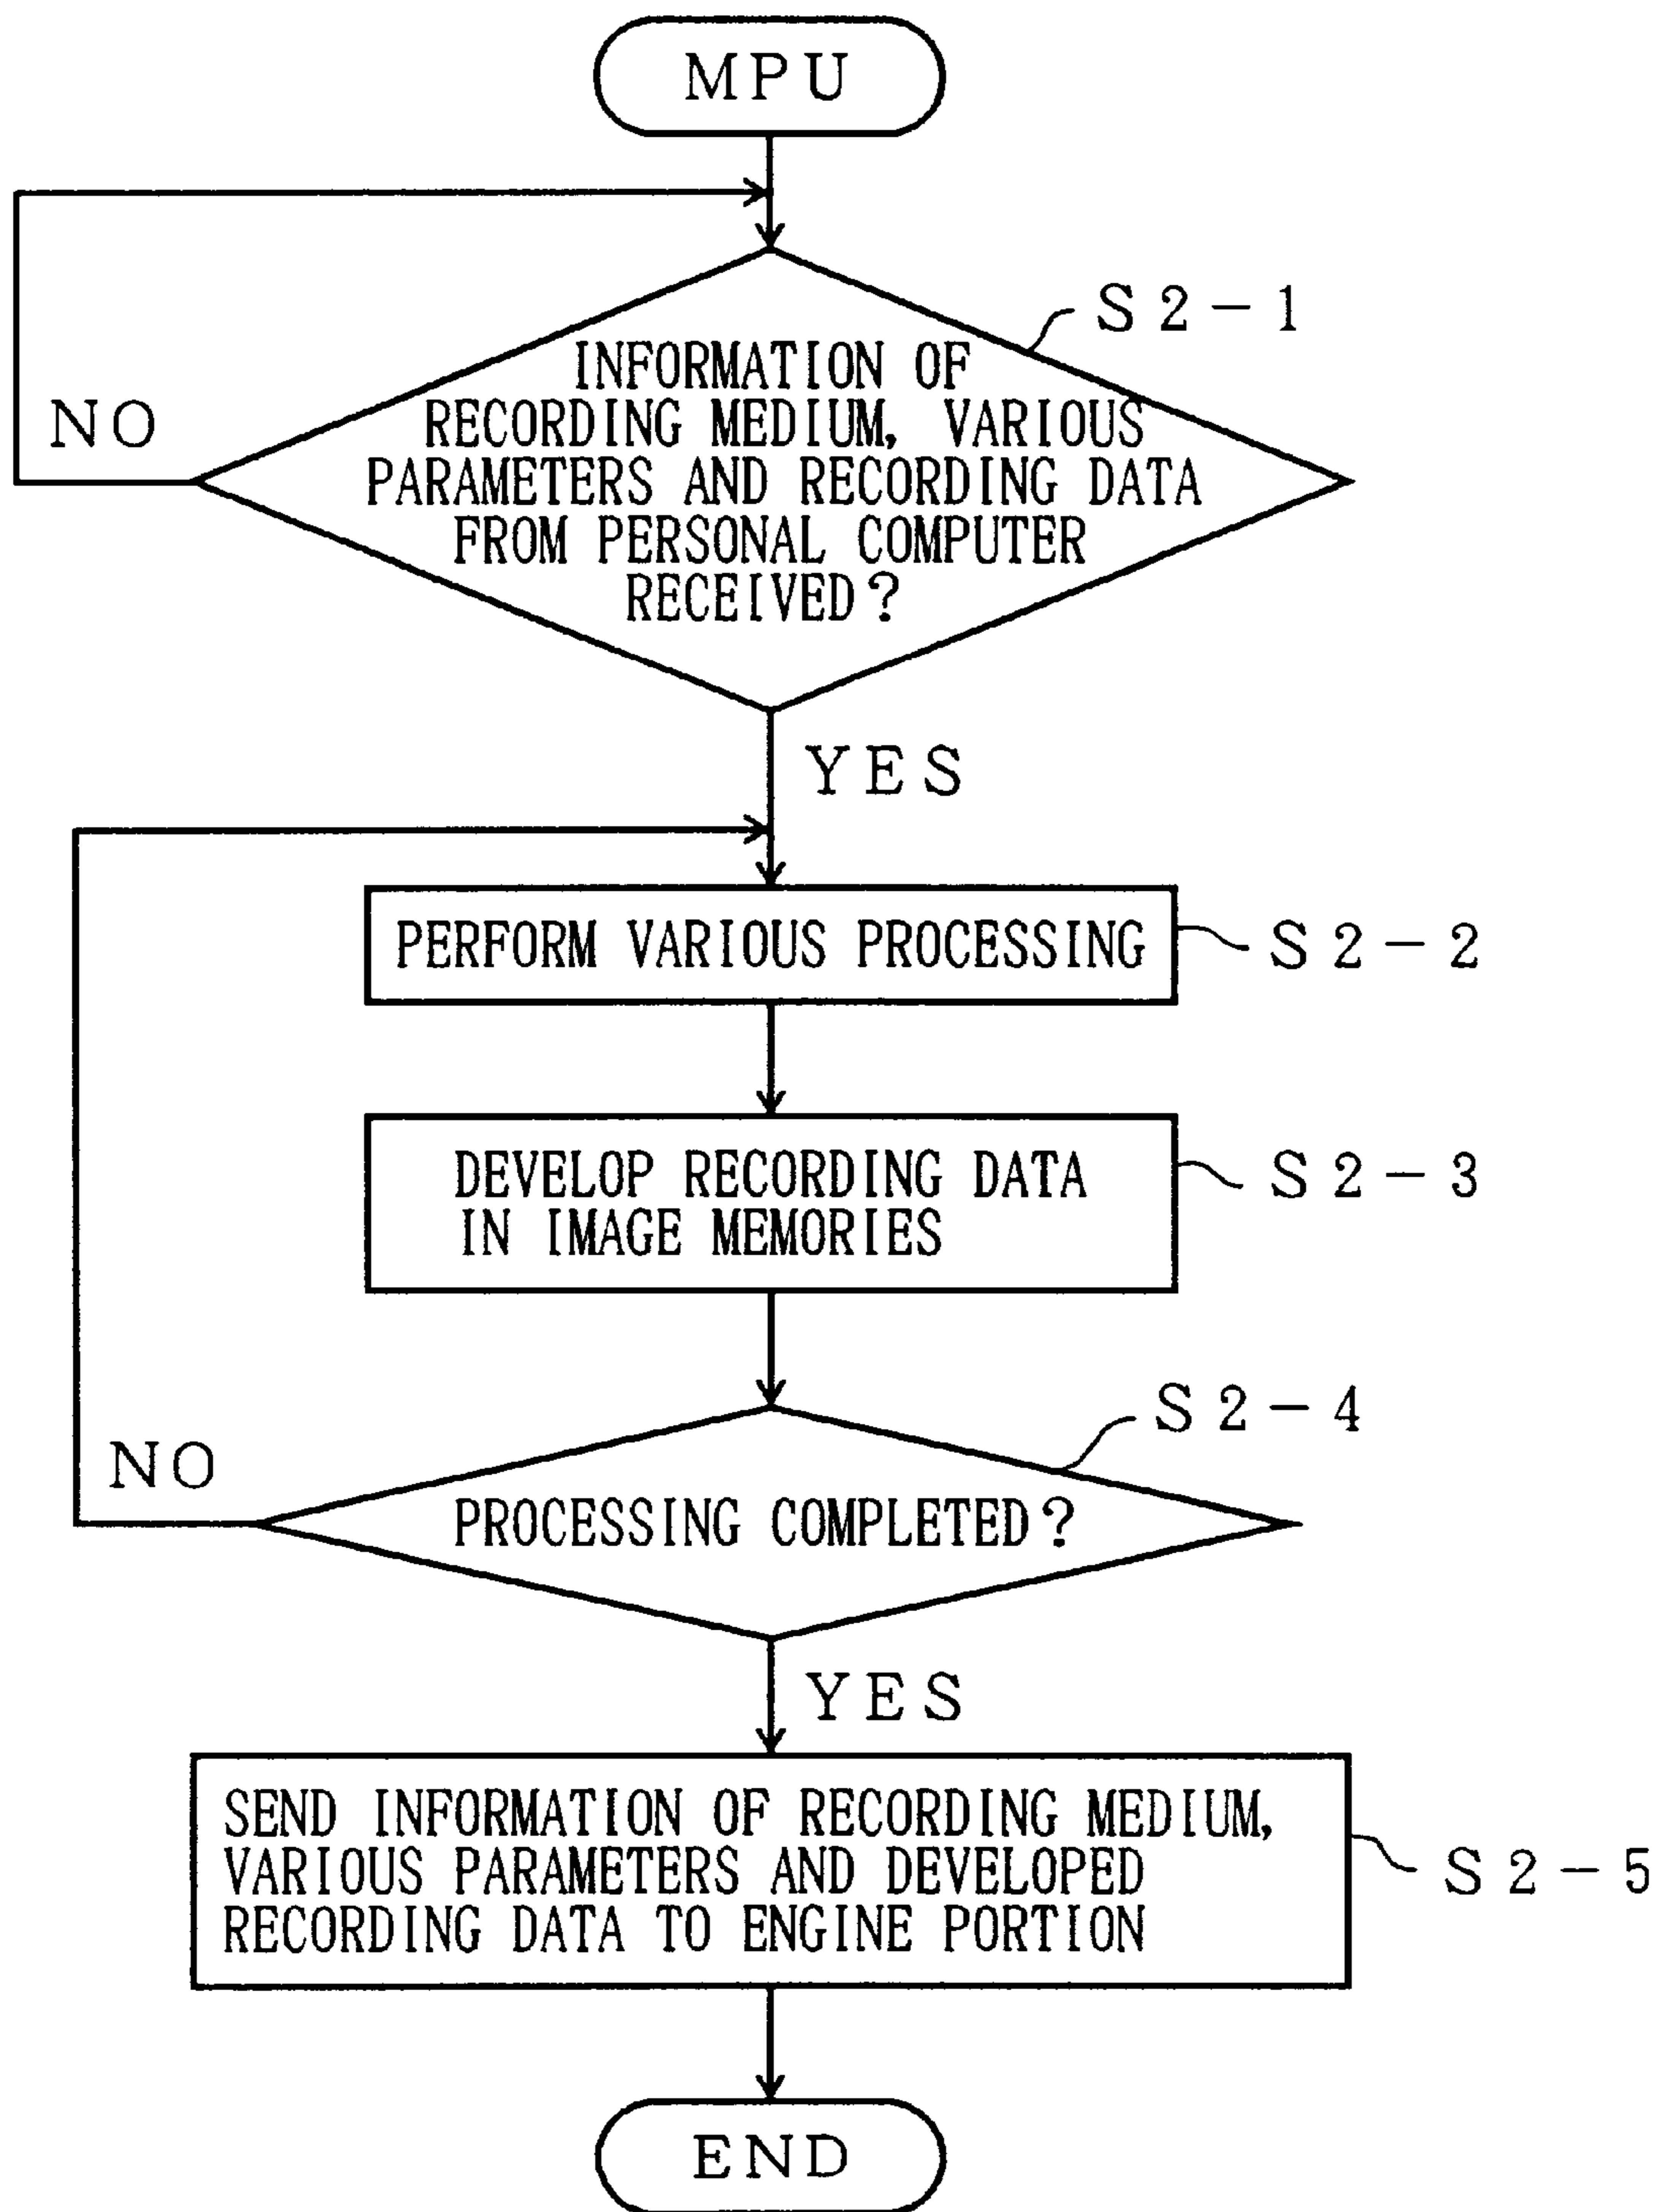 MPU
S2-1
INFORMATION OF
RECORDING MEDIUM, VARIOUS
PARAMETERS AND RECORDING DATA
FROM PERSONAL COMPUTER
RECEIVED?
NO
YES
PERFORM VARIOUS PROCESSING
S2-2
DEVELOP RECORDING DATA
IN IMAGE MEMORIES
S2-3
S2-4
NO
PROCESSING COMPLETED?
YES
SEND INFORMATION OF RECORDING MEDIUM,
VARIOUS PARAMETERS AND DEVELOPED
RECORDING DATA TO ENGINE PORTION
S2-5
END